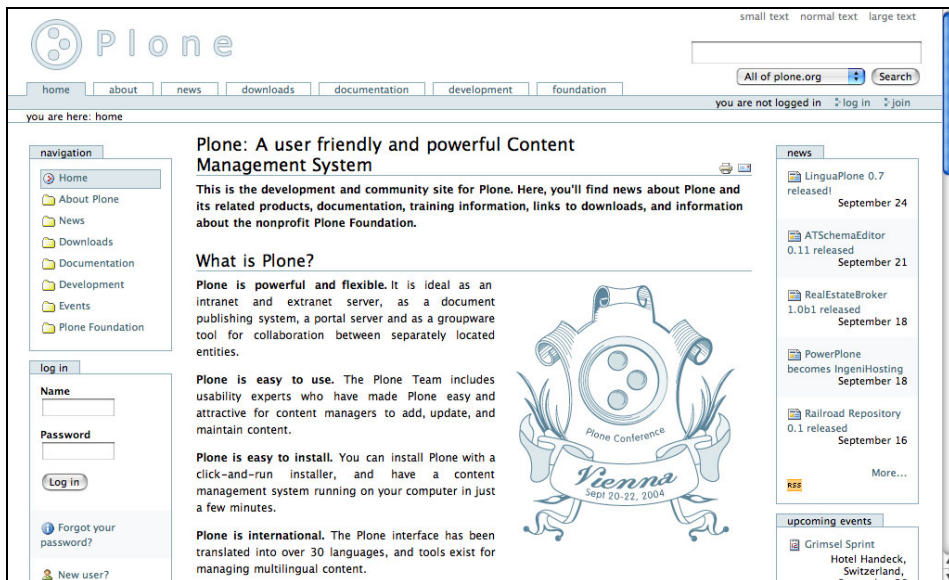 small text normal text large text
Plone
All of plone.org Search
home about news downloads documentation development foundation
you are not logged in log in join
you are here: home
navigation
Home
About Plone
News
Downloads
Documentation
Development
Events
Plone Foundation
log in
Name
Password
Log in
Forgot your
password?
New user?
Plone: A user friendly and powerful Content
Management System
This is the development and community site for Plone. Here, you'll find news about Plone and
its related products, documentation, training information, links to downloads, and information
about the nonprofit Plone Foundation.
What is Plone?
Plone is powerful and flexible. It is ideal as an
intranet and extranet server, as a document
publishing system, a portal server and as a groupware
tool for collaboration between separately located
entities.
Plone is easy to use. The Plone Team includes
usability experts who have made Plone easy and
attractive for content managers to add, update, and
maintain content.
Plone is easy to install. You can install Plone with a
click-and-run installer, and have a content
management system running on your computer in just
a few minutes.
Plone is international. The Plone interface has been
translated into over 30 languages, and tools exist for
managing multilingual content.
Plone Conference
Vienna
Sept 20-22, 2004
news
LinguaPlone 0.7
released!
September 24
ATSchemaEditor
0.11 released
September 21
RealEstateBroker
1.0b1 released
September 18
PowerPlone
becomes IngeniHosting
September 18
Railroad Repository
0.1 released
September 16
More...
RSS
upcoming events
Grimsel Sprint
Hotel Handeck,
Switzerland,